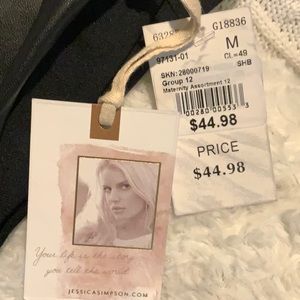 G18836
M
97131-01
CL=49
SKN: 28000719
SHB
Group 12
Maternity Assortment 12
$44.98
PRICE
$44.98
Your life is the story
you tell the world
JESSICASIMPSON.COM